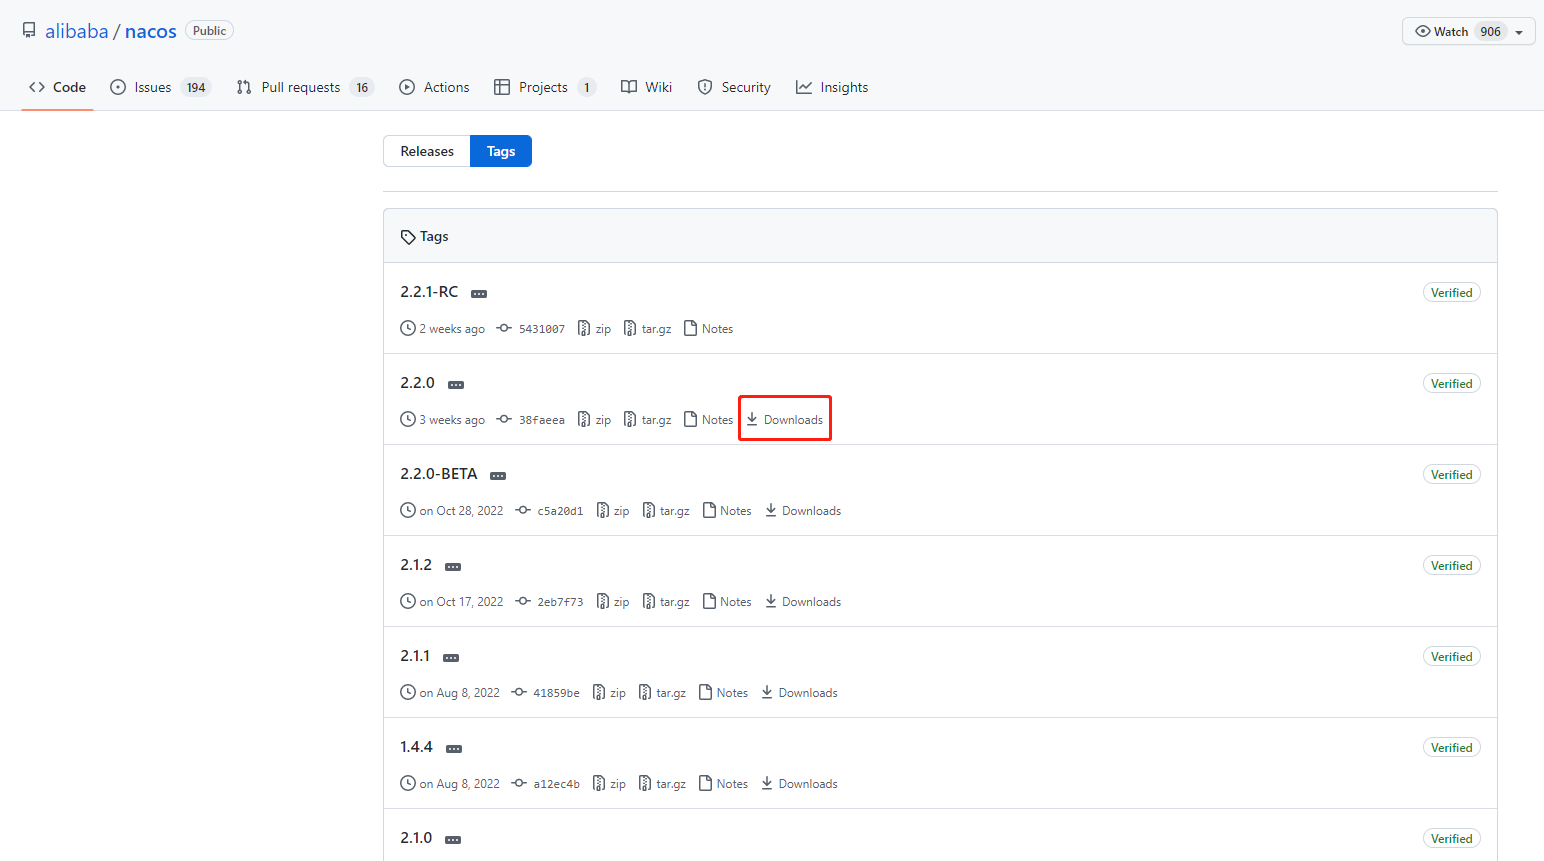 alibaba / nacos Public Watch 906
Code Issues 194 Pull requests 16 Actions Projects 1 Wiki Security Insights
Releases Tags
Tags
2.2.1-RC Verified
2 weeks ago 5431007 zip tar.gz Notes
2.2.0 Verified
3 weeks ago 38faeea zip tar.gz Notes Downloads
2.2.0-BETA Verified
on Oct 28, 2022 c5a20d1 zip tar.gz Notes Downloads
2.1.2 Verified
on Oct 17, 2022 2eb7f73 zip tar.gz Notes Downloads
2.1.1 Verified
on Aug 8, 2022 41859be zip tar.gz Notes Downloads
1.4.4 Verified
on Aug 8, 2022 a12ec4b zip tar.gz Notes Downloads
2.1.0 Verified